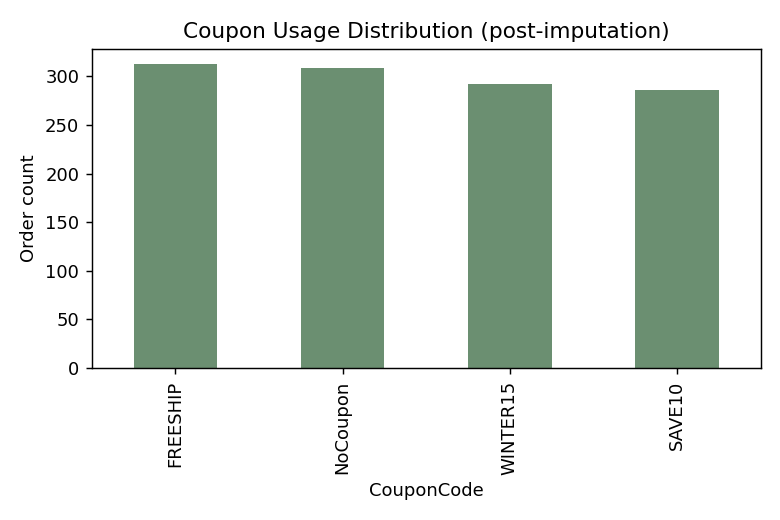 Coupon Usage Distribution (post-imputation)
Order count
300
250
200
150
100
50
0
FREESHIP
NoCoupon
WINTER15
SAVE10
CouponCode